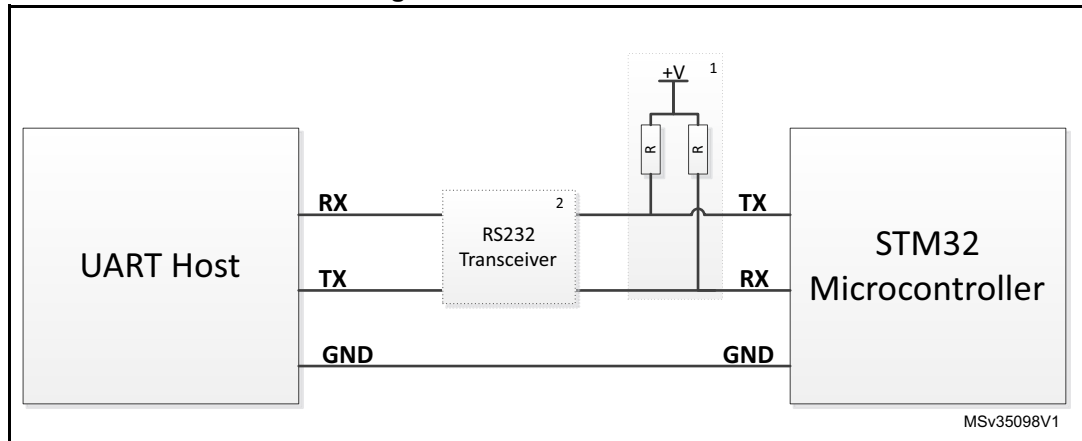 +V
1
R
R
RX
2
TX
RS232
Transceiver
UART Host
STM32
Microcontroller
TX
RX
GND
GND
MSv35098V1